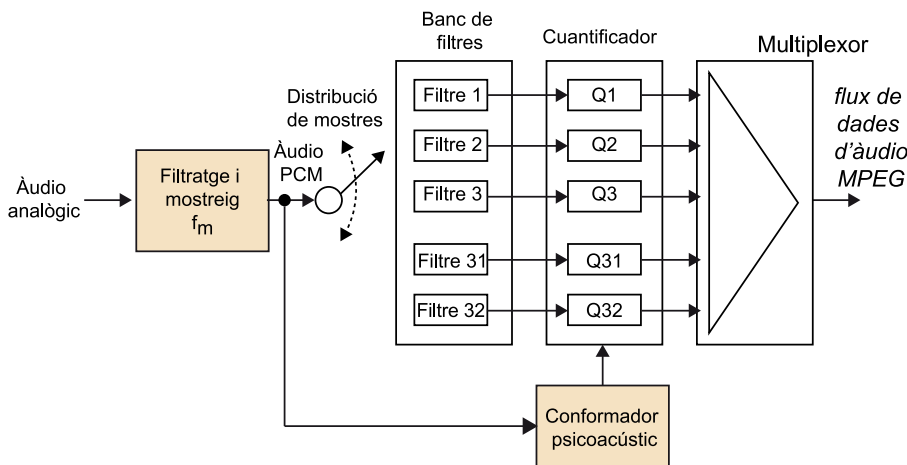 Banc de
filtres
Cuantificador
Multiplexor
Distribució
de mostres
Àudio
PCM
Àudio
analògic
Filtratge i
mostreig
fm
Filtre 1
Filtre 2
Filtre 3
Filtre 31
Filtre 32
Q1
Q2
Q3
Q31
Q32
flux de
dades
d'àudio
MPEG
Conformador
psicoacústic